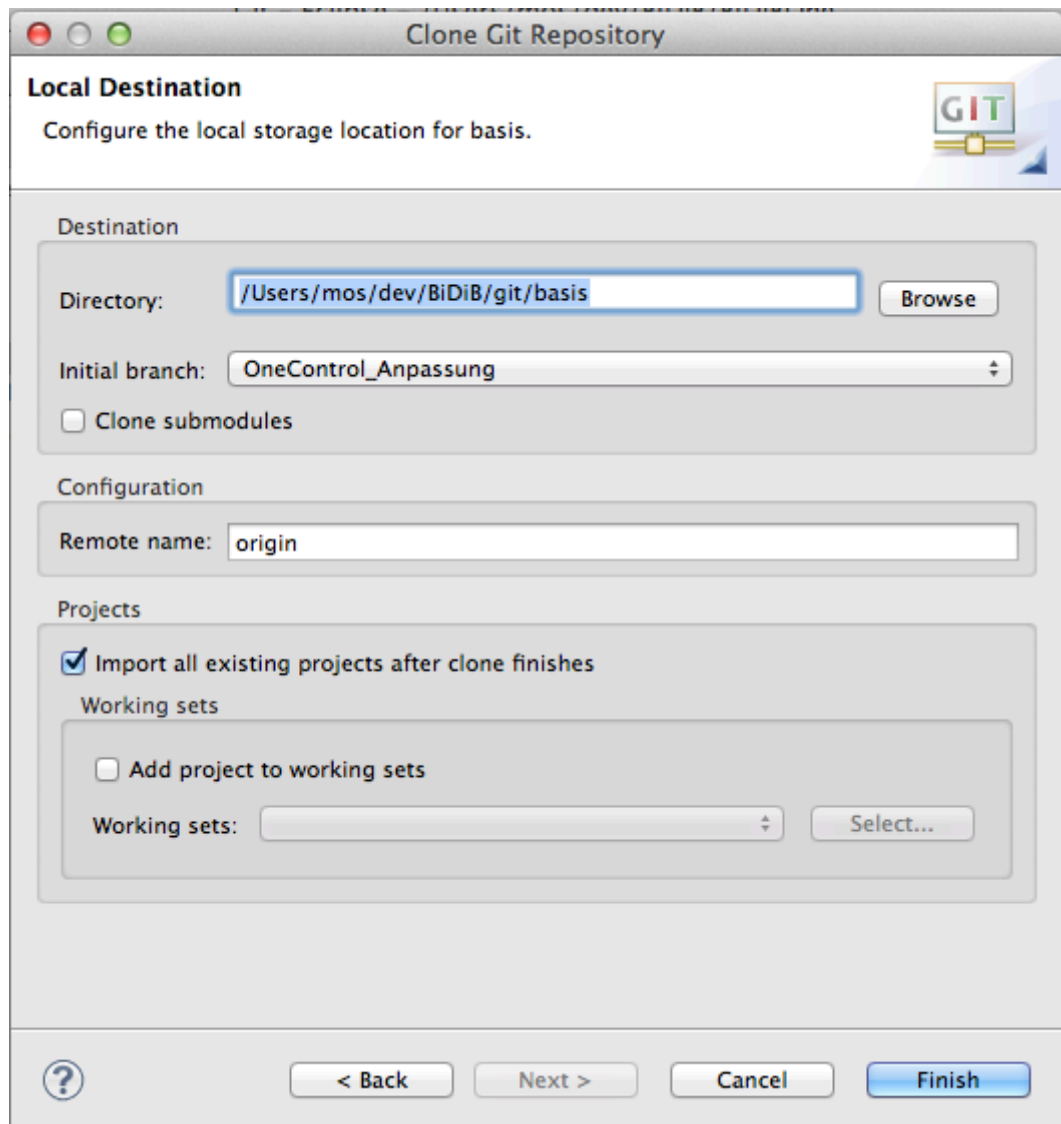 Clone Git Repository
Local Destination
Configure the local storage location for basis.
GIT
Destination
Directory: /Users/mos/dev/BiDiB/git/basis Browse
Initial branch: OneControl_Anpassung
Clone submodules
Configuration
Remote name: origin
Projects
Import all existing projects after clone finishes
Working sets
Add project to working sets
Working sets: Select...
? < Back Next > Cancel Finish